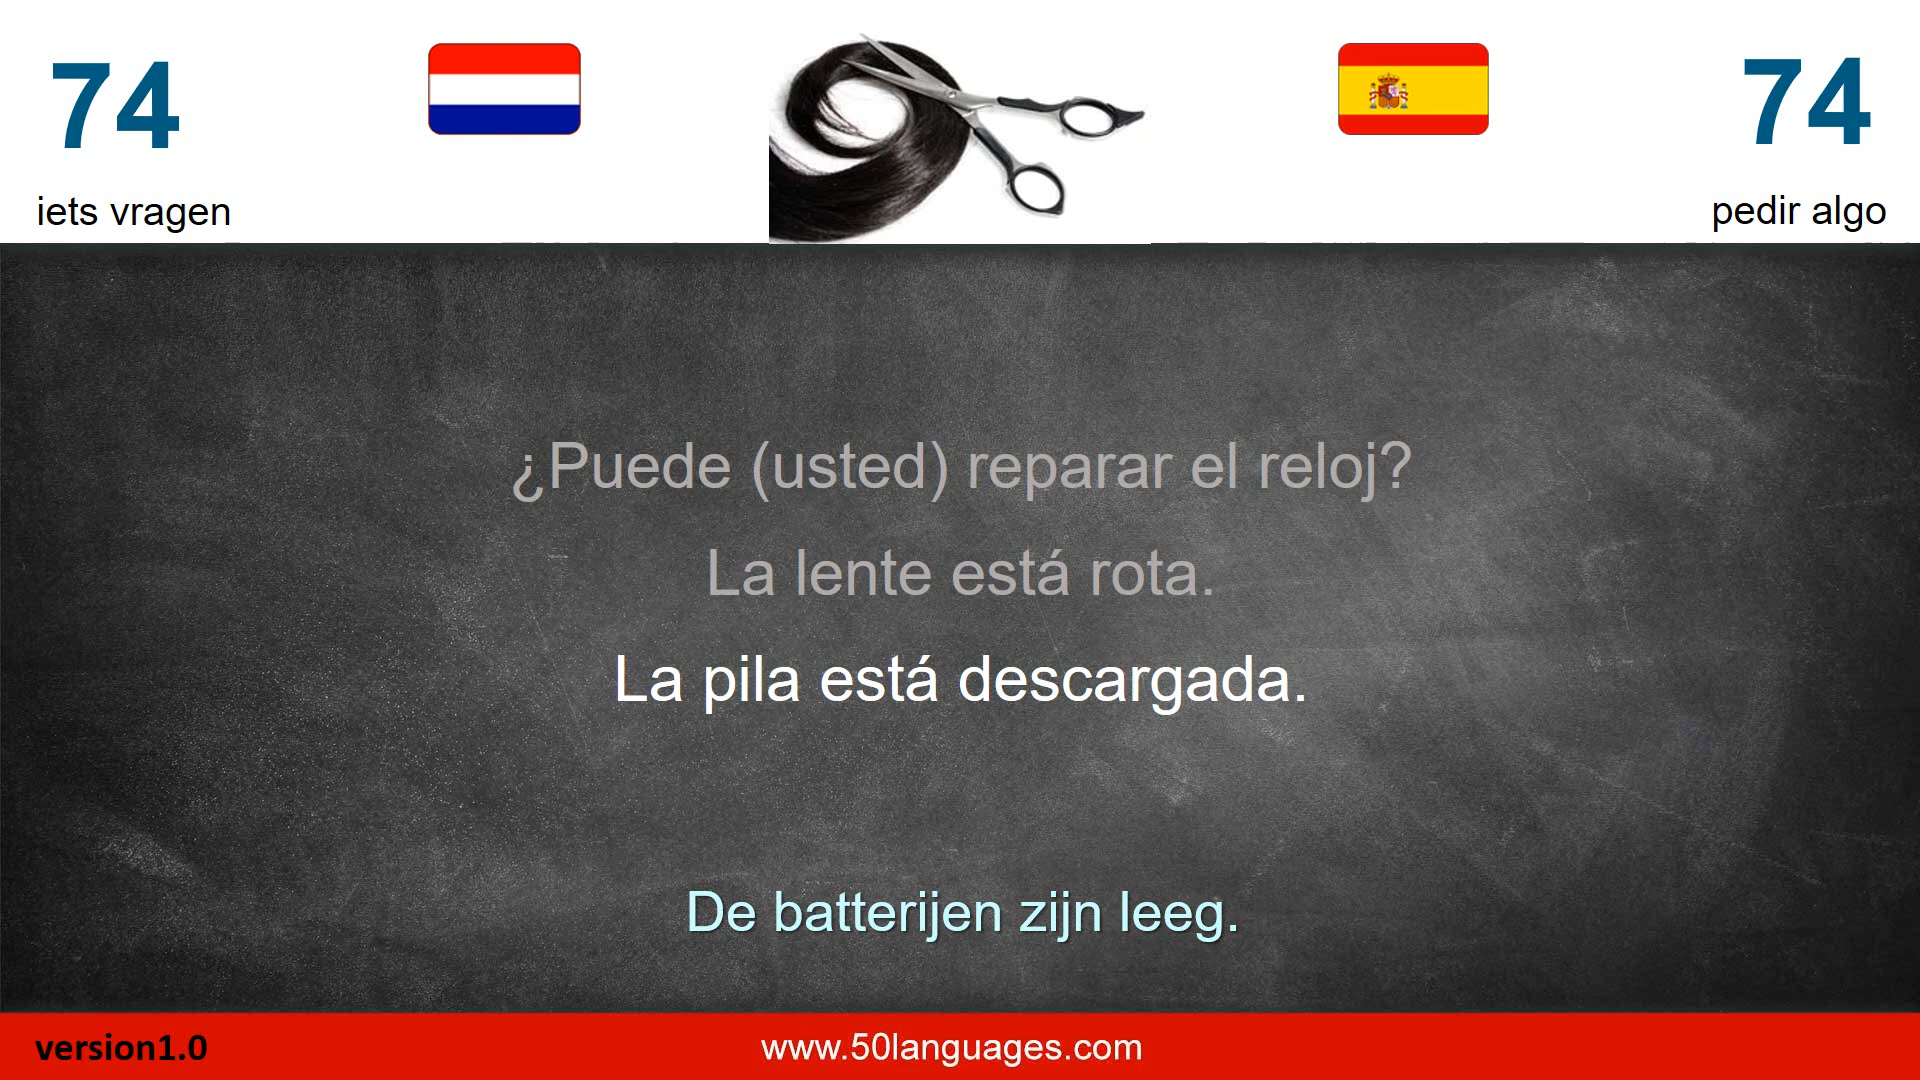 74
74
iets vragen
pedir algo
¿Puede (usted) reparar el reloj?
La lente está rota.
La pila está descargada.
De batterijen zijn leeg.
version1.0
www.50languages.com